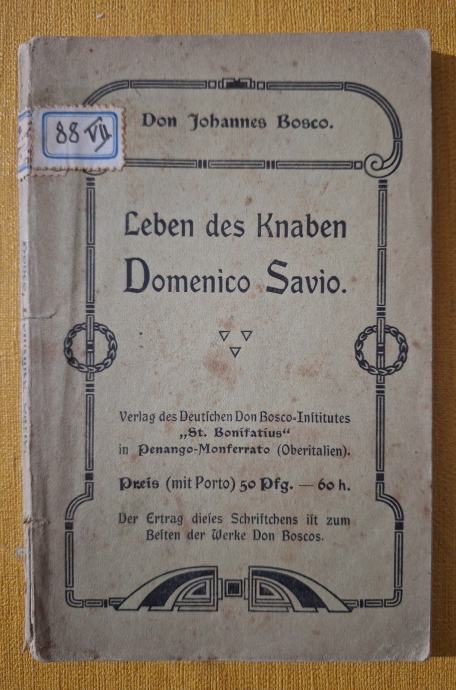 88 VII
Don Johannes Bosco.
Leben des Knaben
Domenico Savio.
Verlag des Deutschen Don Bosco-Institutes
„St. Bonifatius“
in Penango-Monferrato (Oberitalien).
Preis (mit Porto) 50 Pfg. — 60 h.
Der Ertrag dieses Schriftchens ist zum
Besten der Werke Don Boscos.